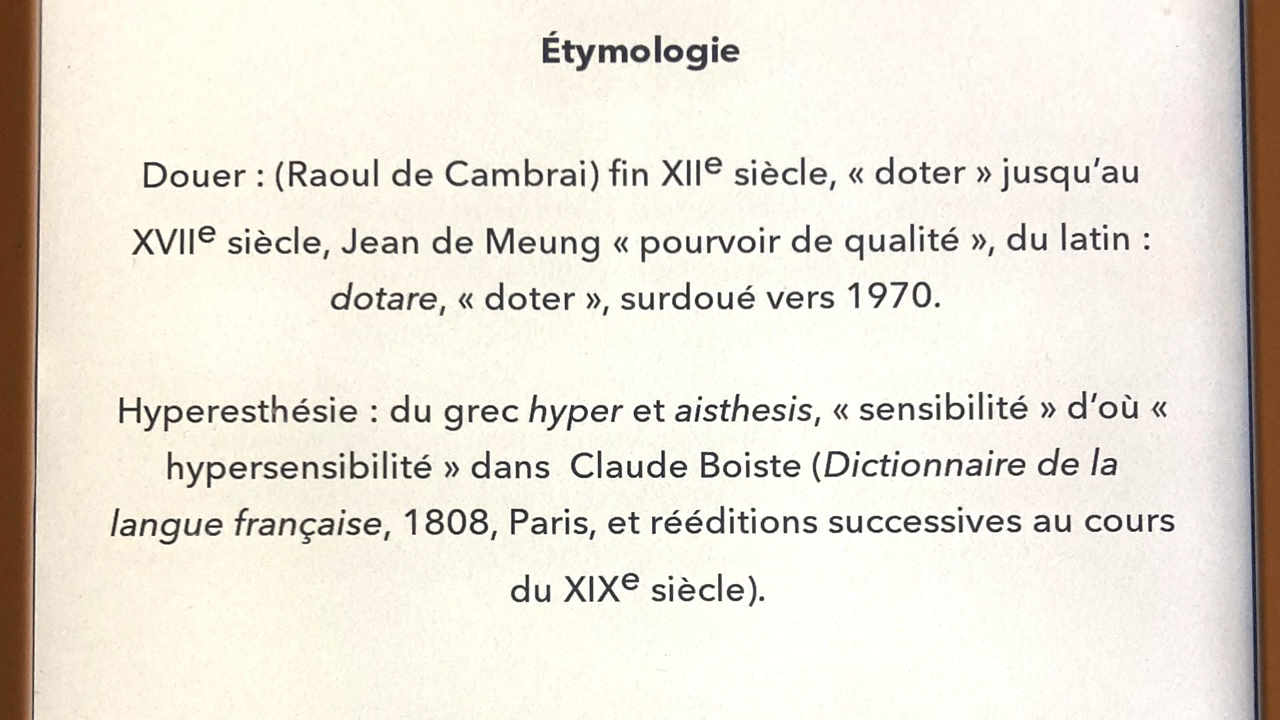 Étymologie
Douer : (Raoul de Cambrai) fin XIIe siècle, « doter » jusqu’au
XVIIe siècle, Jean de Meung « pourvoir de qualité », du latin :
dotare, « doter », surdoué vers 1970.
Hyperesthésie : du grec hyper et aisthesis, « sensibilité » d’où «
hypersensibilité » dans  Claude Boiste (Dictionnaire de la
langue française, 1808, Paris, et rééditions successives au cours
du XIXe siècle).